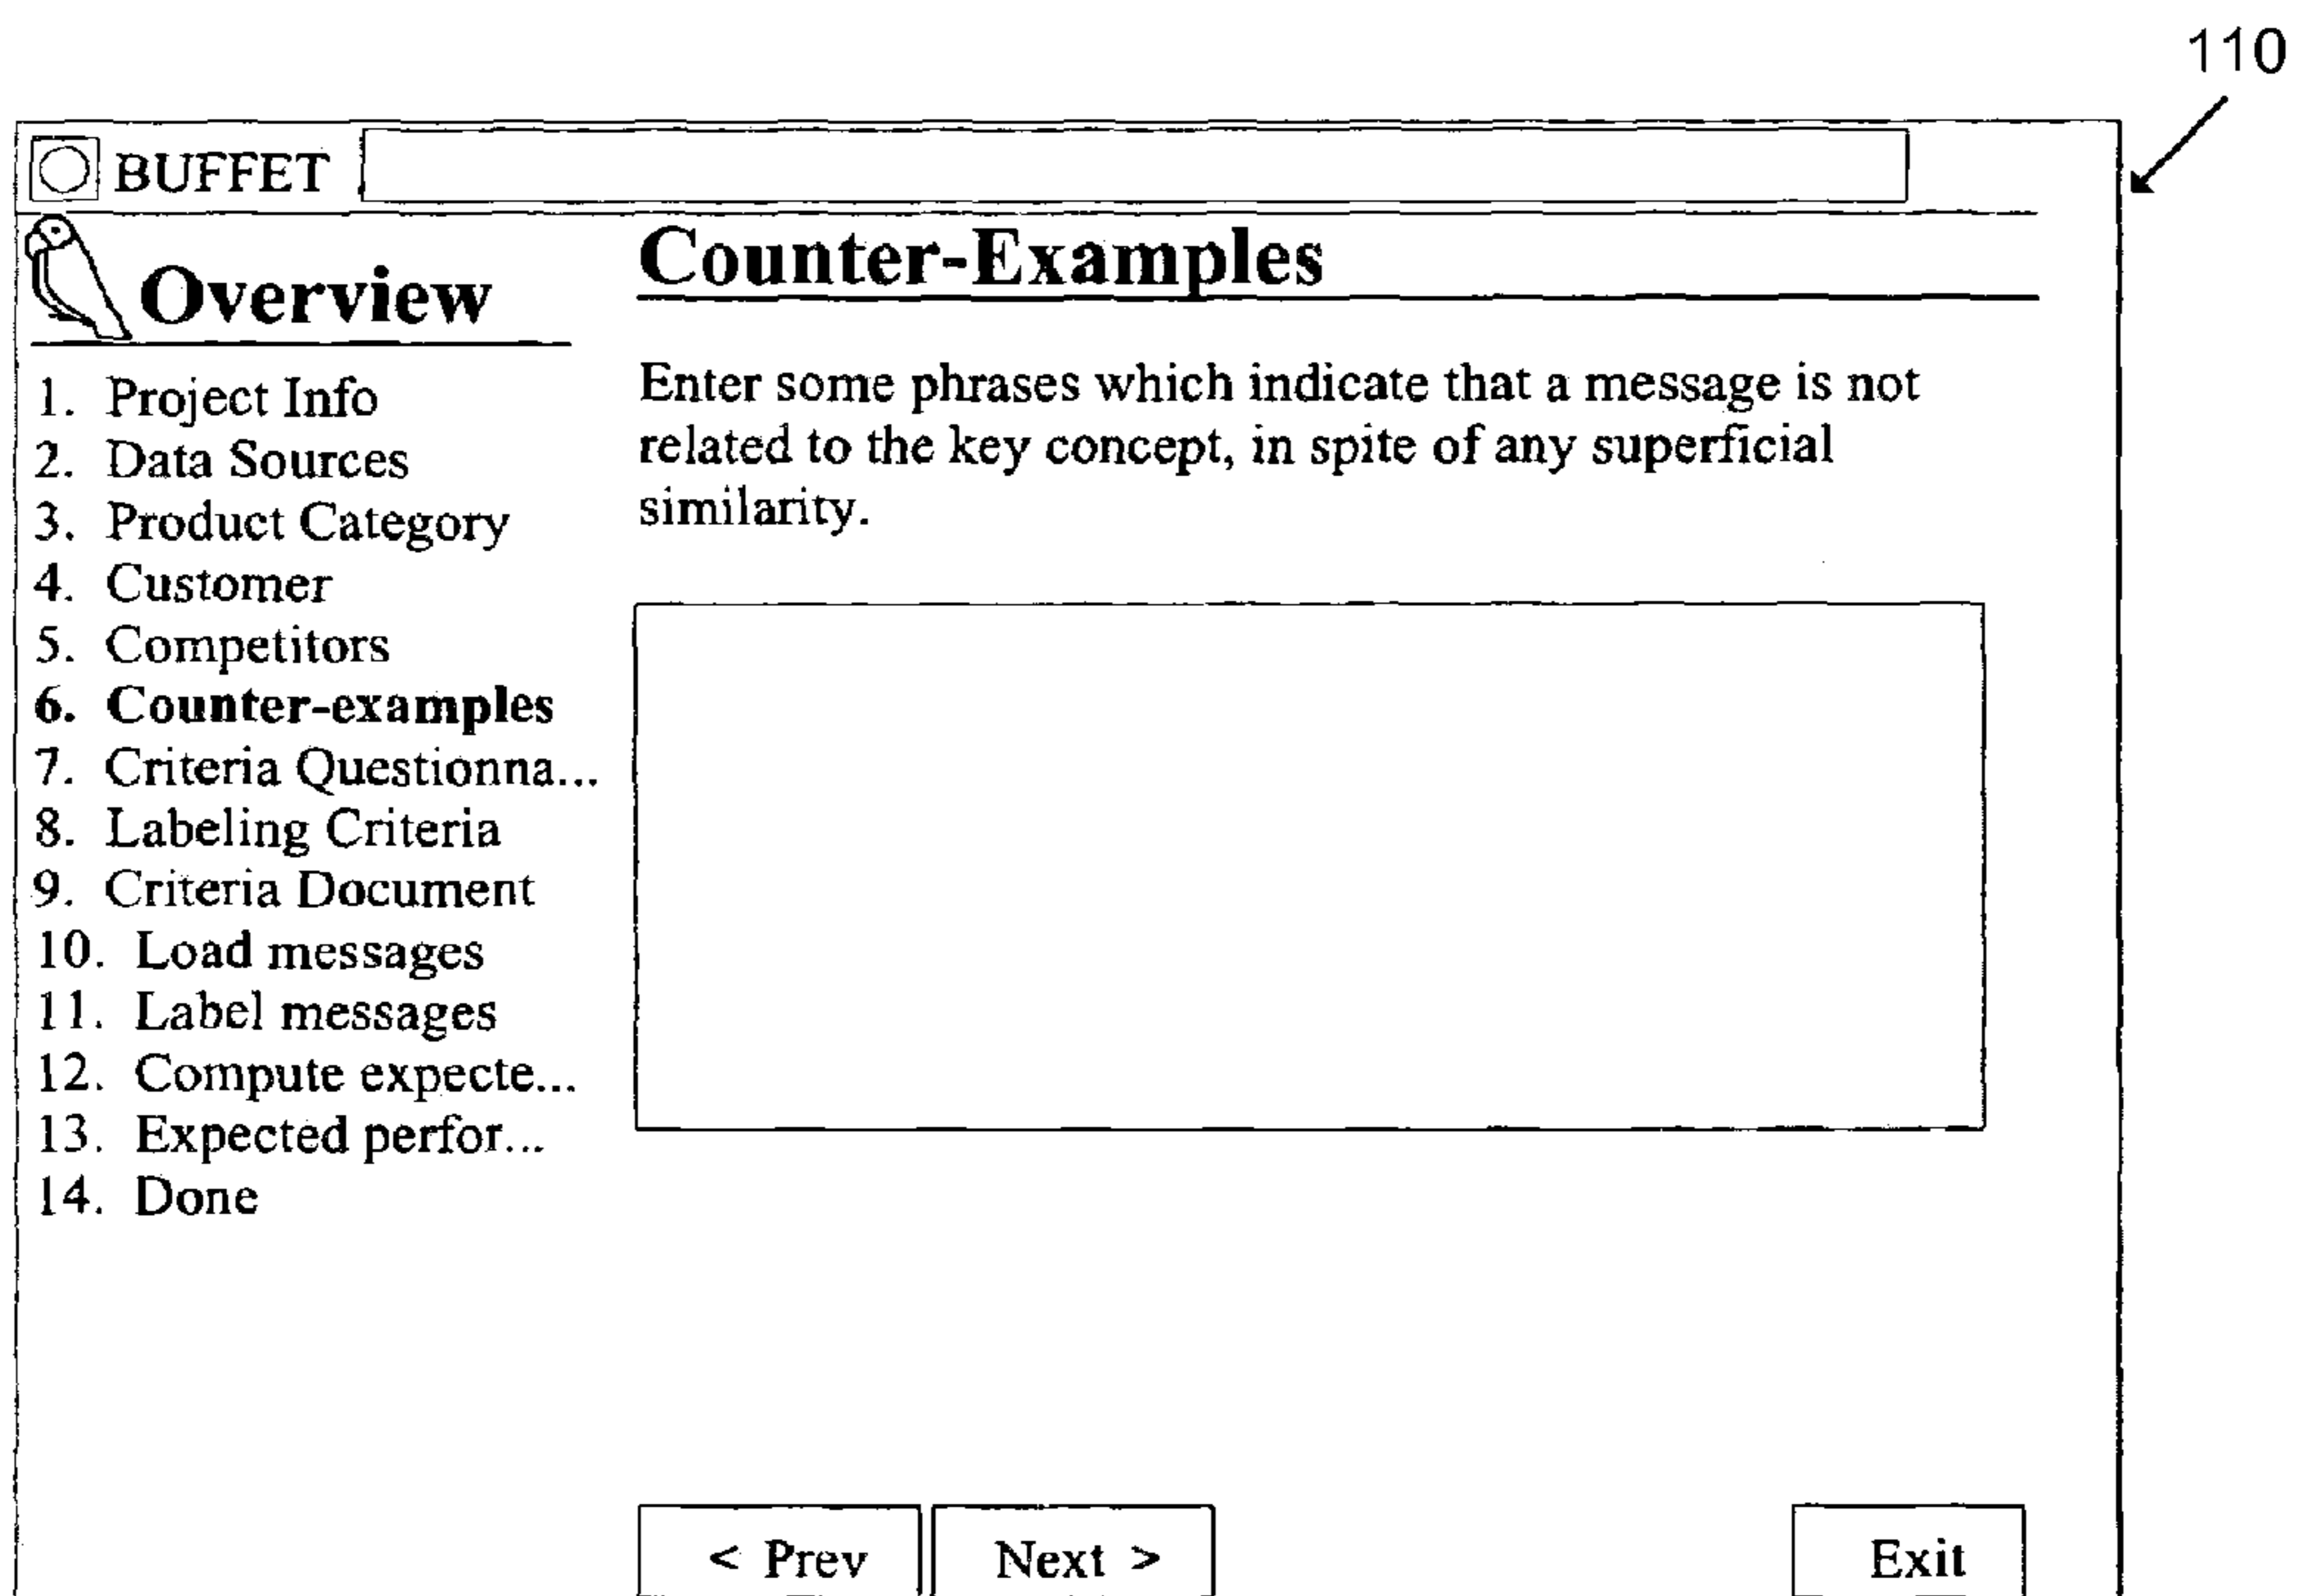 110
BUFFET
Overview
1. Project Info
2. Data Sources
3. Product Category
4. Customer
5. Competitors
6. Counter-examples
7. Criteria Questionna...
8. Labeling Criteria
9. Criteria Document
10. Load messages
11. Label messages
12. Compute expecte...
13. Expected perfor...
14. Done
Counter-Examples
Enter some phrases which indicate that a message is not
related to the key concept, in spite of any superficial
similarity.
< Prev
Next >
Exit